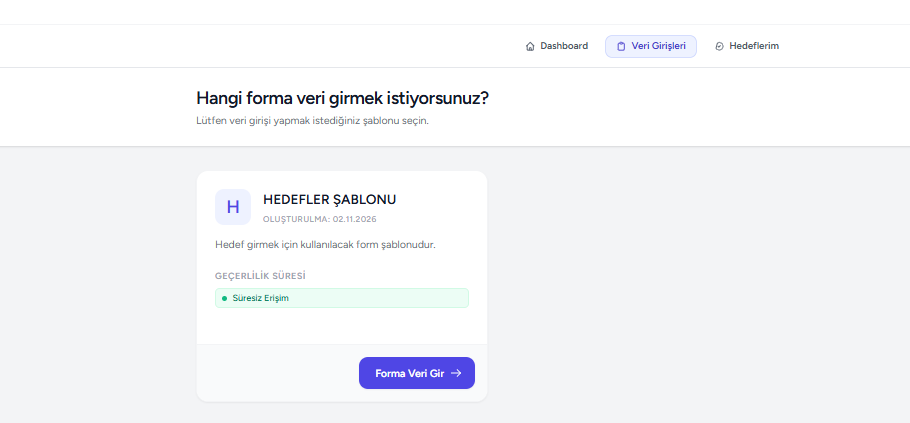 Dashboard Veri Girişleri Hedeflerim
Hangi forma veri girmek istiyorsunuz?
Lütfen veri girişi yapmak istediğiniz şablonu seçin.
H
HEDEFLER ŞABLONU
OLUŞTURULMA: 02.11.2026
Hedef girmek için kullanılacak form şablonudur.
GEÇERLİLİK SÜRESİ
Süresiz Erişim
Forma Veri Gir